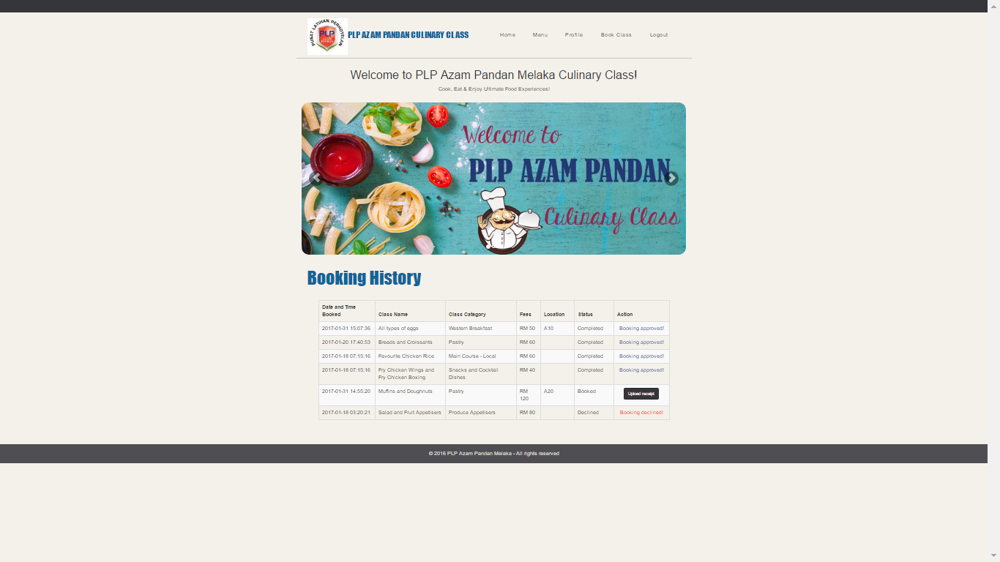 PUSAT LATIHAN PERHOTELAN
PLP
AZAM PANDAN
PLP AZAM PANDAN CULINARY CLASS
Home Menu Profile Book Class Logout
Welcome to PLP Azam Pandan Melaka Culinary Class!
Cook, Eat & Enjoy Ultimate Food Experiences!
Welcome to
PLP AZAM PANDAN
Culinary Class
Booking History
Date and Time Booked Class Name Class Category Fees Location Status Action
2017-01-31 15:07:36 All types of eggs Western Breakfast RM 50 A10 Completed Booking approved!
2017-01-20 17:40:53 Breads and Croissants Pastry RM 60 Completed Booking approved!
2017-01-18 07:15:16 Favourite Chicken Rice Main Course - Local RM 60 Completed Booking approved!
2017-01-18 07:15:16 Fry Chicken Wings and Fry Chicken Boxing Snacks and Cocktail Dishes RM 40 Completed Booking approved!
2017-01-31 14:55:20 Muffins and Doughnuts Pastry RM 120 A20 Booked Upload receipt
2017-01-18 03:20:21 Salad and Fruit Appetisers Produce Appetisers RM 80 Declined Booking declined!
© 2016 PLP Azam Pandan Melaka - All rights reserved